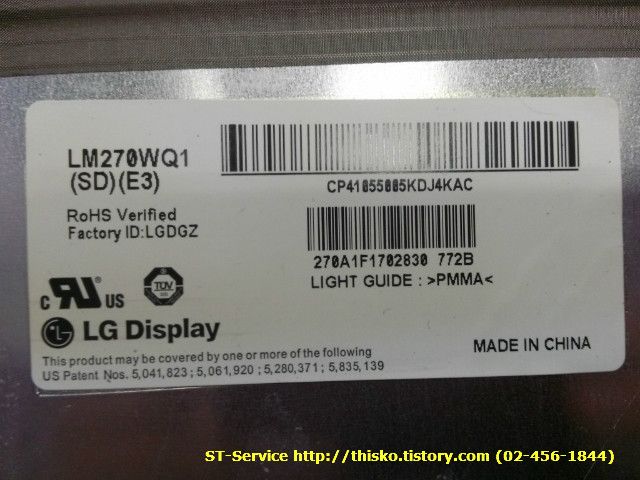 LM270WQ1
(SD)(E3)
RoHS Verified
Factory ID:LGDGZ
CP41055005KDJ4KAC
270A1F1702830 772B
LIGHT GUIDE : >PMMA<
c RU US
TÜV
LG Display
MADE IN CHINA
This product may be covered by one or more of the following
US Patent Nos. 5,041,823 ; 5,061,920 ; 5,280,371 ; 5,835,139
ST-Service http://thisko.tistory.com (02-456-1844)